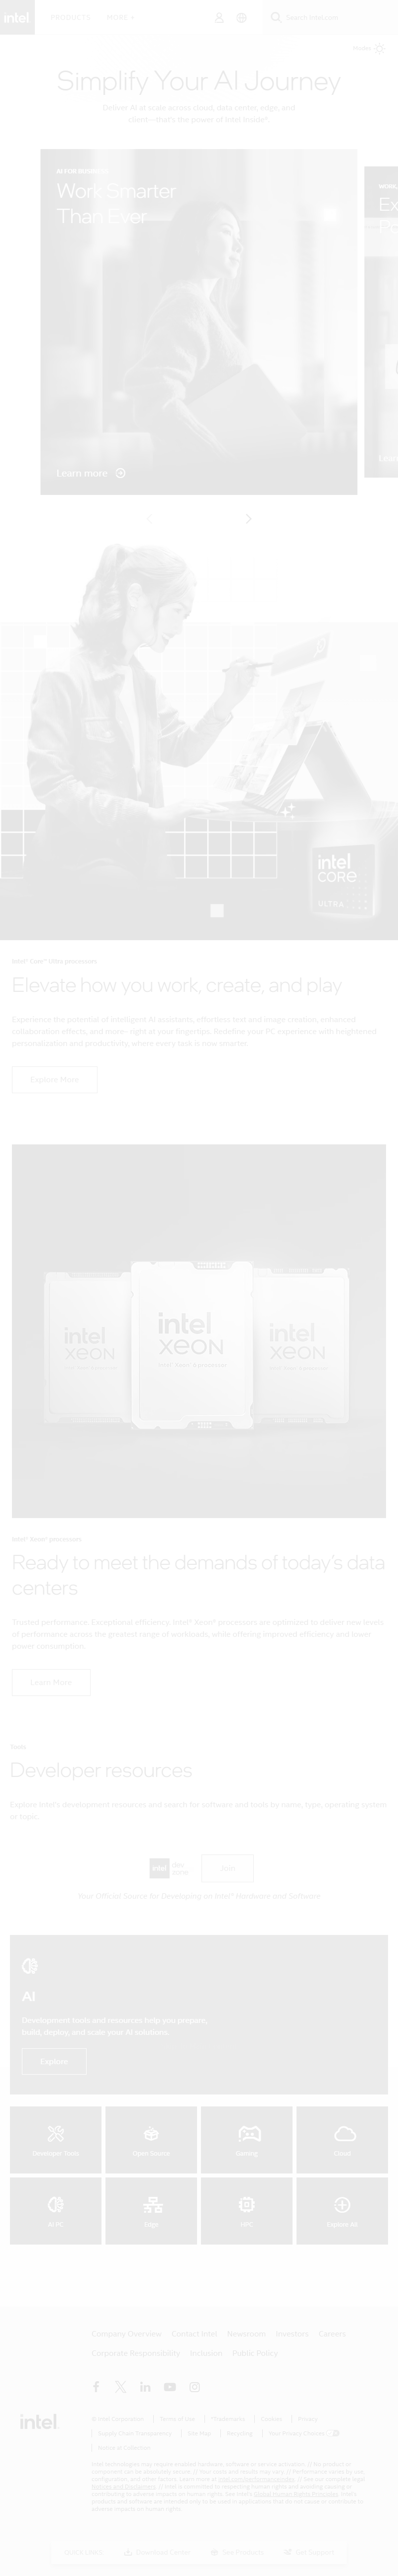 intel
PRODUCTS
MORE +
Search Intel.com
Simplify Your AI Journey
Deliver AI at scale across cloud, data center, edge, and
client—that's the power of Intel Inside®.
AI FOR BUSINESS
Work Smarter
Than Ever
Learn more
intel
CORE
ULTRA
Intel® Core™ Ultra processors
Elevate how you work, create, and play
Experience the potential of intelligent AI assistants, effortless text and image creation, enhanced
collaboration effects, and more—right at your fingertips. Redefine your PC experience with heightened
personalization and productivity, where every task is now smarter.
Explore More
intel
XEON
intel
XEON
intel
XEON
Intel® Xeon® processors
Ready to meet the demands of today's data
centers
Trusted performance. Exceptional efficiency. Intel® Xeon® processors are optimized to deliver new levels
of performance across the greatest range of workloads, while offering improved efficiency and lower
power consumption.
Learn More
Tools
Developer resources
Explore Intel's development resources and search for software and tools by name, type, operating system
or topic.
intel
dev
zone
Join
Your Official Source for Developing on Intel® Hardware and Software
AI
Development tools and resources help you prepare,
build, deploy, and scale your AI solutions.
Explore
Developer Tools
Open Source
Gaming
Cloud
AI PC
Edge
HPC
Explore All
Company Overview
Contact Intel
Newsroom
Investors
Careers
Corporate Responsibility
Inclusion
Public Policy
intel
© Intel Corporation
Terms of Use
*Trademarks
Cookies
Privacy
Supply Chain Transparency
Site Map
Recycling
Your Privacy Choices
Notice at Collection